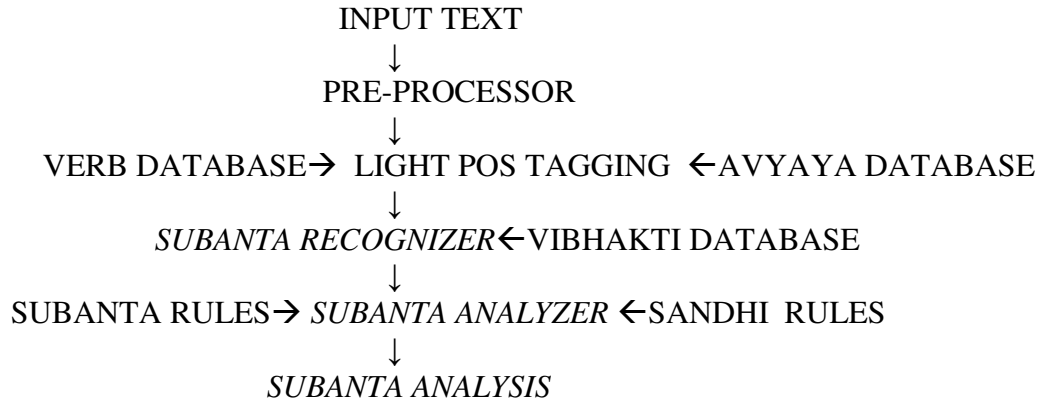 INPUT TEXT
↓
PRE-PROCESSOR
↓
VERB DATABASE→ LIGHT POS TAGGING ←AVYAYA DATABASE
↓
SUBANTA RECOGNIZER←VIBHAKTI DATABASE
↓
SUBANTA RULES→ SUBANTA ANALYZER ←SANDHI RULES
↓
SUBANTA ANALYSIS